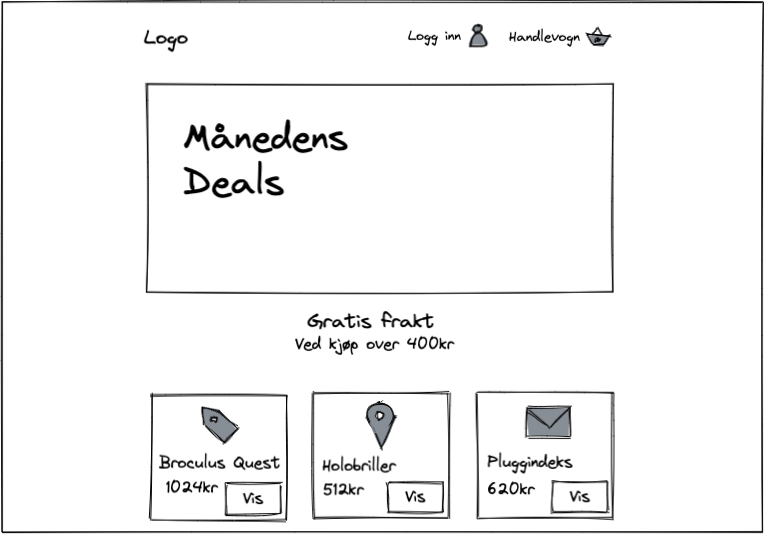 Logo
Logg inn
Handlevogn
Månedens
Deals
Gratis frakt
Ved kjøp over 400kr
Broculus Quest
1024kr
Vis
Holobriller
512kr
Vis
Pluggindeks
620kr
Vis